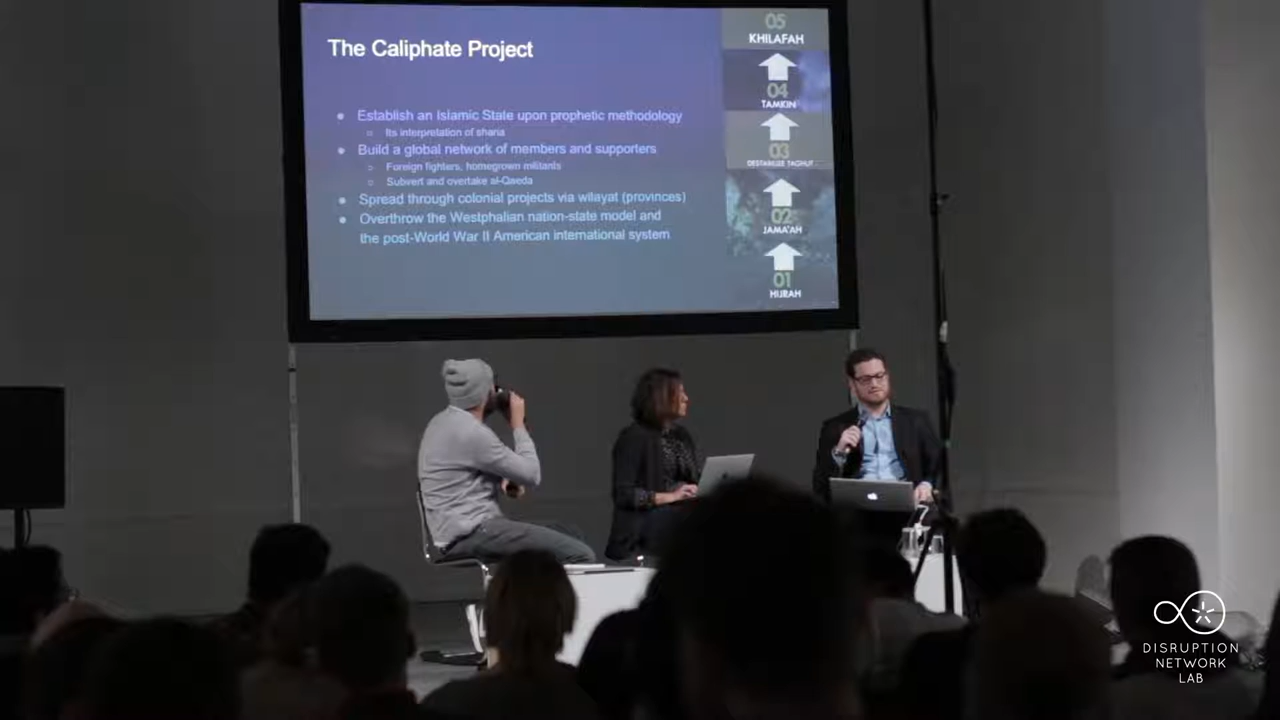 The Caliphate Project
Establish an Islamic State upon prophetic methodology
Its interpretation of sharia
Build a global network of members and supporters
Foreign fighters, homegrown militants
Subvert and overtake al-Qaeda
Spread through colonial projects via wilayat (provinces)
Overthrow the Westphalian nation-state model and
the post-World War II American international system
05
KHILAFAH
04
TAMKIN
03
DESTABILIZE TAGHUT
02
JAMA'AH
01
HIJRAH
DISRUPTION
NETWORK
LAB